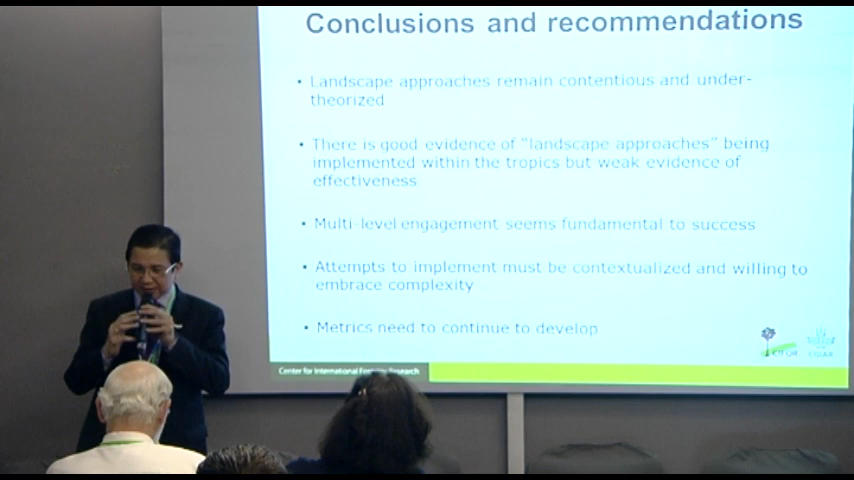 Conclusions and recommendations
• Landscape approaches remain contentious and under-
theorized
• There is good evidence of "landscape approaches" being
implemented within the tropics but weak evidence of
effectiveness
• Multi-level engagement seems fundamental to success
• Attempts to implement must be contextualized and willing to
embrace complexity
• Metrics need to continue to develop
CIFOR
CGIAR
Center for International Forestry Research